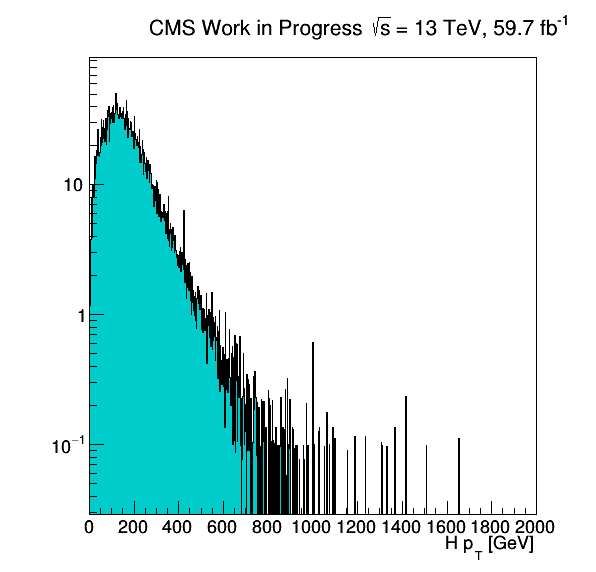 CMS Work in Progress √s = 13 TeV, 59.7 fb⁻¹
10
1
10⁻¹
0 200 400 600 800 1000 1200 1400 1600 1800 2000
H p_T [GeV]